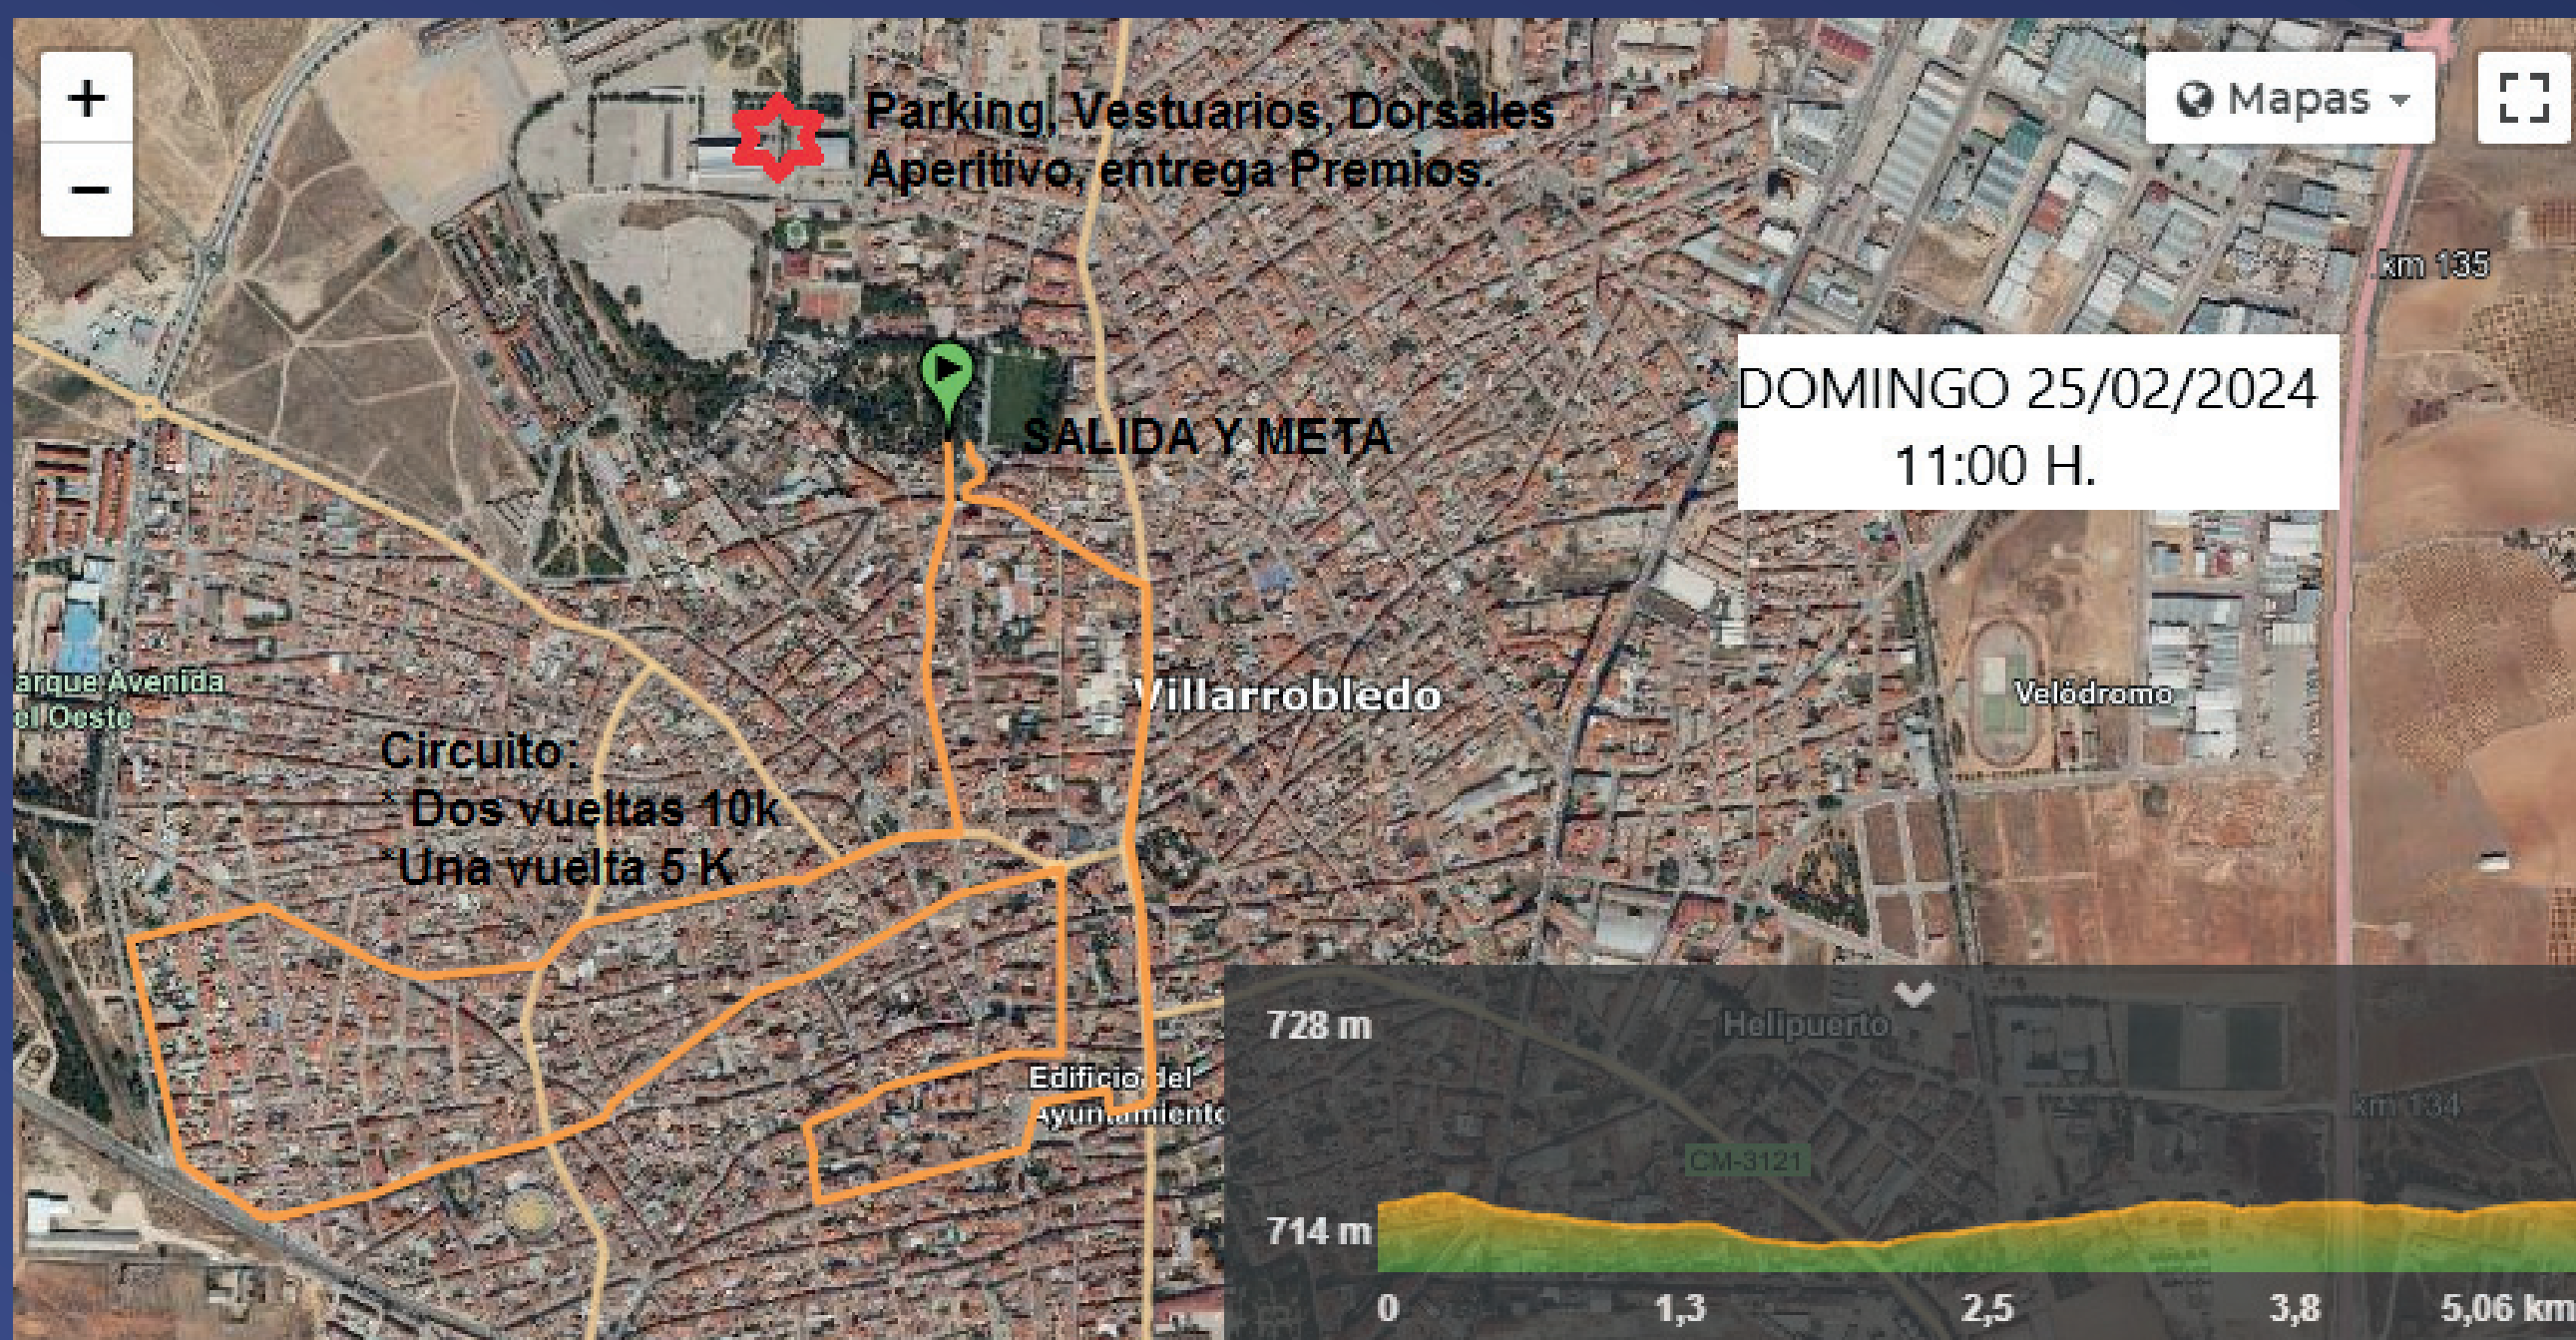 +
−
Parking, Vestuarios, Dorsales
Aperitivo, entrega Premios.
Mapas
km 135
DOMINGO 25/02/2024
11:00 H.
SALIDA Y META
arque Avenida
el Oeste
Villarrobledo
Velódromo
Circuito:
* Dos vueltas 10k
*Una vuelta 5 K
Edificio del
Ayuntamiento
728 m
Helipuerto
km 134
CM-3121
714 m
0 1,3 2,5 3,8 5,06 km